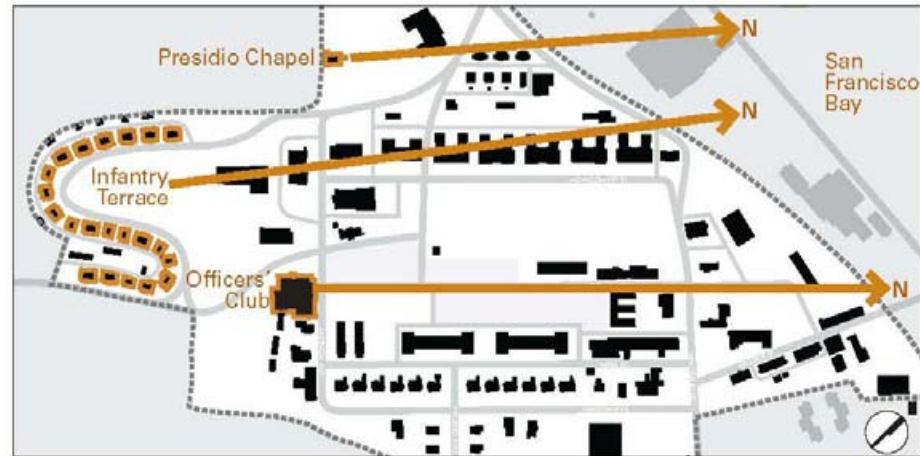 N
Presidio Chapel
San
Francisco
Bay
N
Infantry
Terrace
Officers'
Club
N